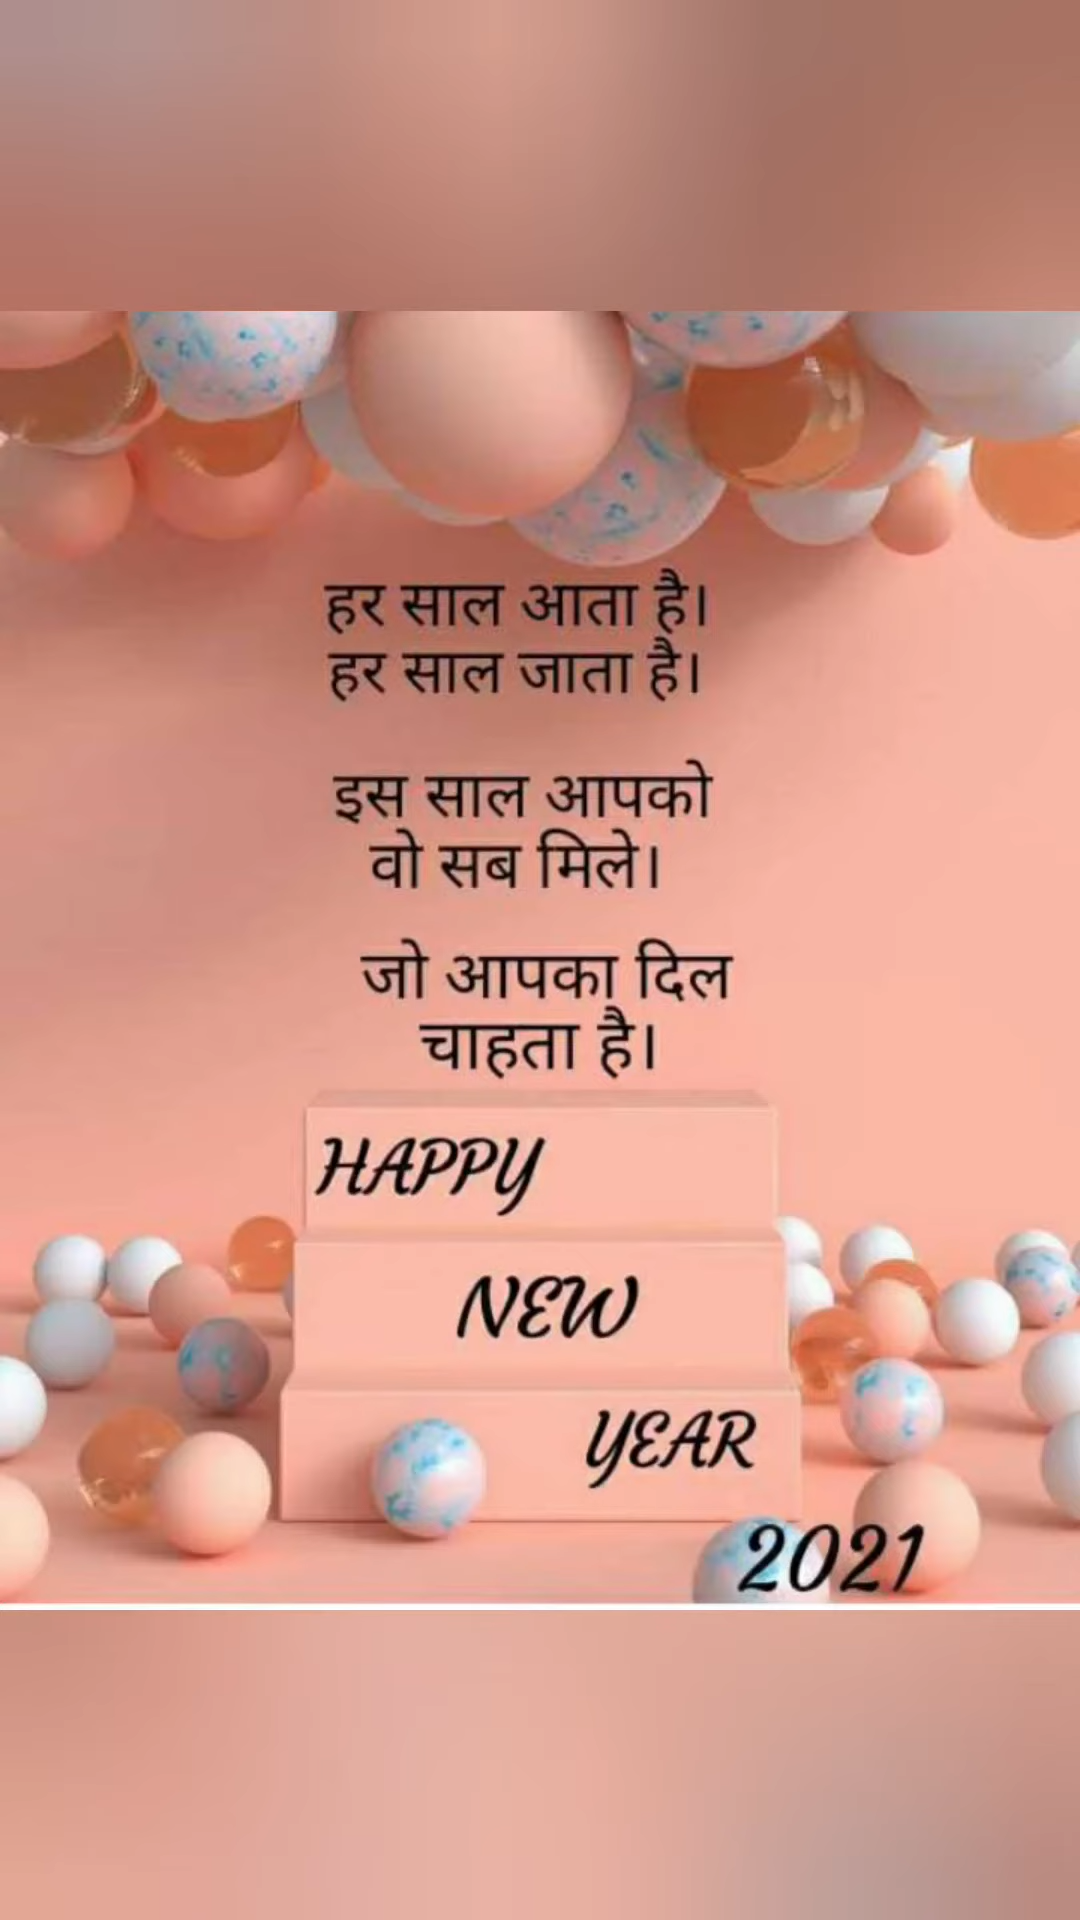 हर साल आता है।
हर साल जाता है।
इस साल आपको
वो सब मिले।
जो आपका दिल
चाहता है।
HAPPY
NEW
YEAR
2021